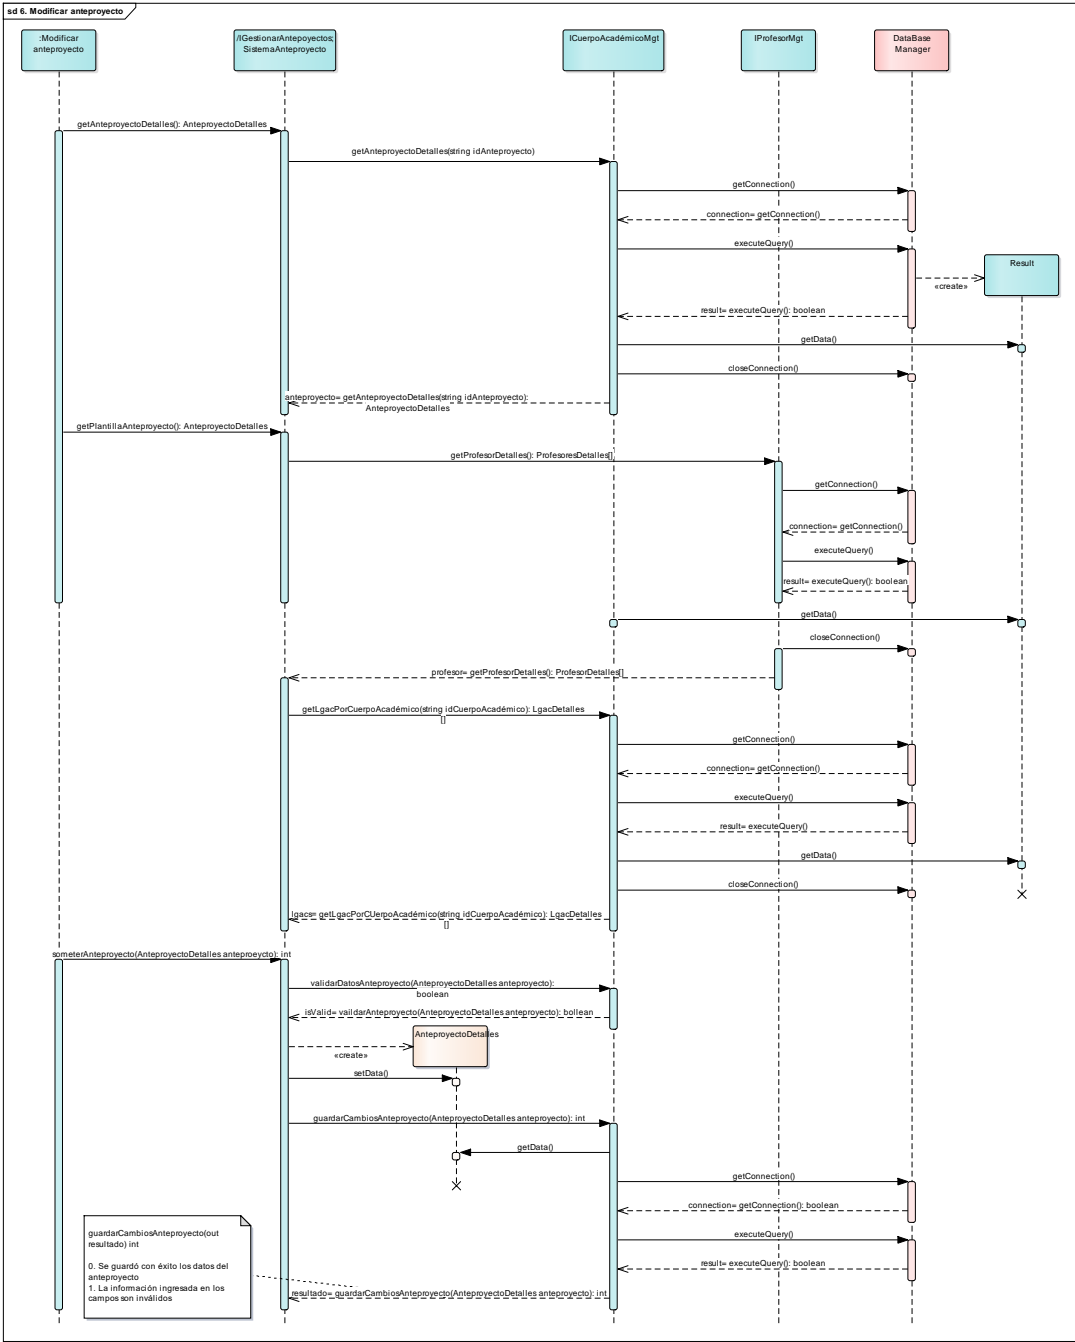 sd 6. Modificar anteproyecto
:Modificar
anteproyecto
/IGestionarAntepoyectos;
SistemaAnteproyecto
ICuerpoAcadémicoMgt
IProfesorMgt
DataBase
Manager
getAnteproyectoDetalles(): AnteproyectoDetalles
getAnteproyectoDetalles(string idAnteproyecto)
getConnection()
connection= getConnection()
executeQuery()
Result
«create»
result= executeQuery(): boolean
getData()
closeConnection()
anteproyecto= getAnteproyectoDetalles(string idAnteproyecto):
AnteproyectoDetalles
getPlantillaAnteproyecto(): AnteproyectoDetalles
getProfesorDetalles(): ProfesoresDetalles[]
getConnection()
connection= getConnection()
executeQuery()
result= executeQuery(): boolean
getData()
closeConnection()
profesor= getProfesorDetalles(): ProfesorDetalles[]
getLgacPorCuerpoAcadémico(string idCuerpoAcadémico): LgacDetalles
[]
getConnection()
connection= getConnection()
executeQuery()
result= executeQuery()
getData()
closeConnection()
lgacs= getLgacPorCUerpoAcadémico(string idCuerpoAcadémico): LgacDetalles
[]
someterAnteproyecto(AnteproyectoDetalles anteproeycto): int
validarDatosAnteproyecto(AnteproyectoDetalles anteproyecto):
boolean
isValid= vaildarAnteproyecto(AnteproyectoDetalles anteproyecto): bollean
AnteproyectoDetalles
«create»
setData()
guardarCambiosAnteproyecto(AnteproyectoDetalles anteproyecto): int
getData()
getConnection()
connection= getConnection(): boolean
executeQuery()
result= executeQuery(): boolean
guardarCambiosAnteproyecto(out
resultado) int
0. Se guardó con éxito los datos del
anteproyecto
1. La información ingresada en los
campos son inválidos
resultado= guardarCambiosAnteproyecto(AnteproyectoDetalles anteproyecto): int